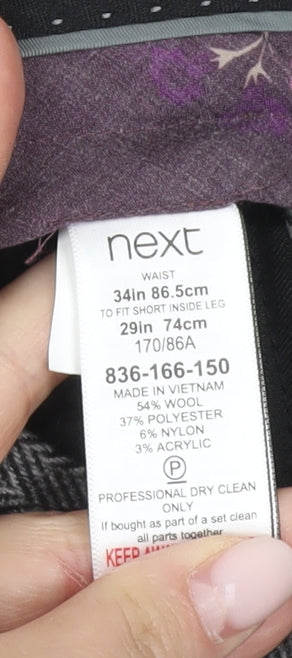 next
WAIST
34in 86.5cm
TO FIT SHORT INSIDE LEG
29in 74cm
170/86A
836-166-150
MADE IN VIETNAM
54% WOOL
37% POLYESTER
6% NYLON
3% ACRYLIC
P
PROFESSIONAL DRY CLEAN
ONLY
If bought as part of a set clean
all parts together
KEEP